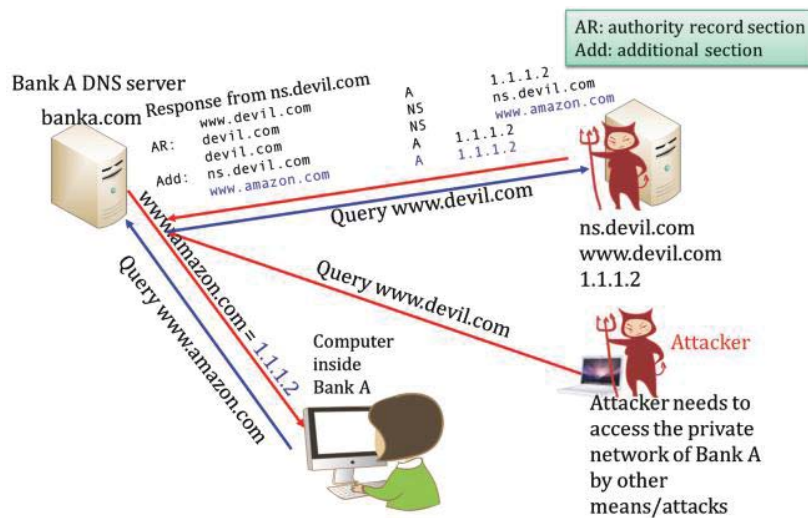 AR: authority record section
Add: additional section
Bank A DNS server
banka.com
Response from ns.devil.com
www.devil.com A 1.1.1.2
AR: devil.com NS ns.devil.com
devil.com NS www.amazon.com
Add: ns.devil.com A 1.1.1.2
www.amazon.com A 1.1.1.2
Query www.devil.com
ns.devil.com
www.devil.com
1.1.1.2
Query www.devil.com
www.amazon.com = 1.1.1.2
Query www.amazon.com
Computer
inside
Bank A
Attacker
Attacker needs to
access the private
network of Bank A
by other
means/attacks